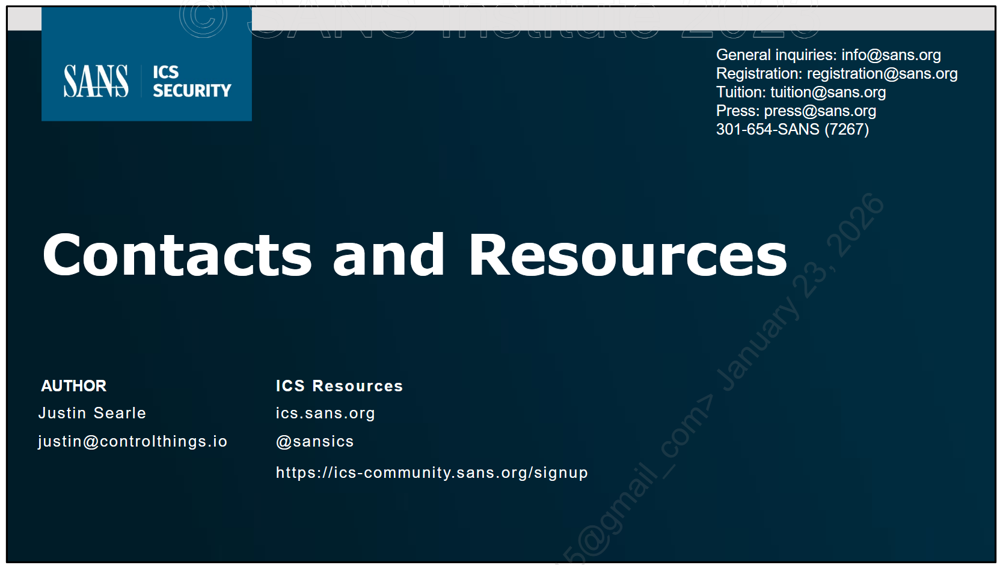 © SANS Institute 2023
SANS
ICS
SECURITY
General inquiries: info@sans.org
Registration: registration@sans.org
Tuition: tuition@sans.org
Press: press@sans.org
301-654-SANS (7267)
Contacts and Resources
AUTHOR
Justin Searle
justin@controlthings.io
ICS Resources
ics.sans.org
@sansics
https://ics-community.sans.org/signup
5@gmail_com> January 23, 2026